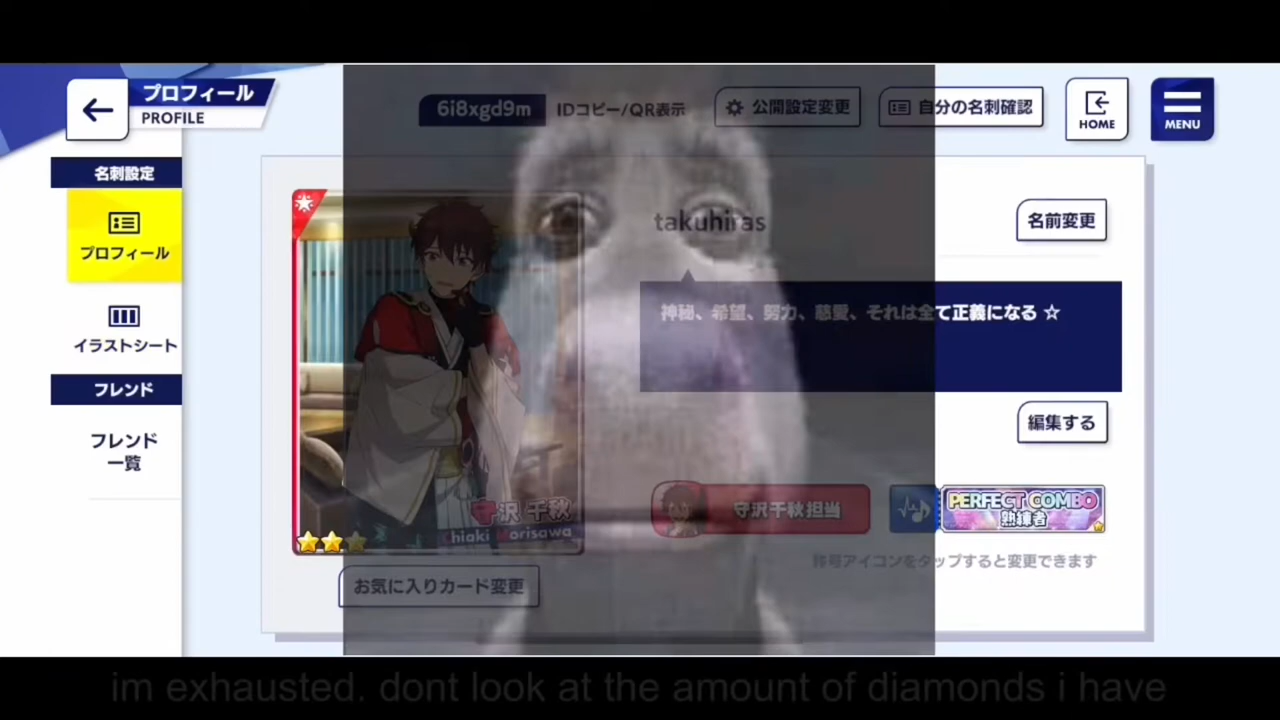 プロフィール
PROFILE
6i8xgd9m
IDコピー/QR表示
公開設定変更
自分の名刺確認
HOME
MENU
名刺設定
プロフィール
イラストシート
フレンド
フレンド
一覧
takuhiras
名前変更
神秘、希望、努力、慈愛、それは全て正義になる ☆
編集する
守沢 千秋
Chiaki Morisawa
守沢千秋担当
PERFECT COMBO
熟練者
称号アイコンをタップすると変更できます
お気に入りカード変更
im exhausted. dont look at the amount of diamonds i have